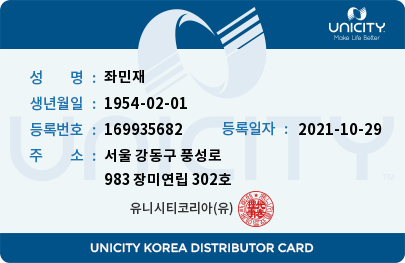 UNICITY
Make Life Better
성 명 : 좌민재
생년월일 : 1954-02-01
등록번호 : 169935682 등록일자 : 2021-10-29
주 소 : 서울 강동구 풍성로
983 장미연립 302호
유니시티코리아(유)
UNICITY
UNICITY KOREA DISTRIBUTOR CARD